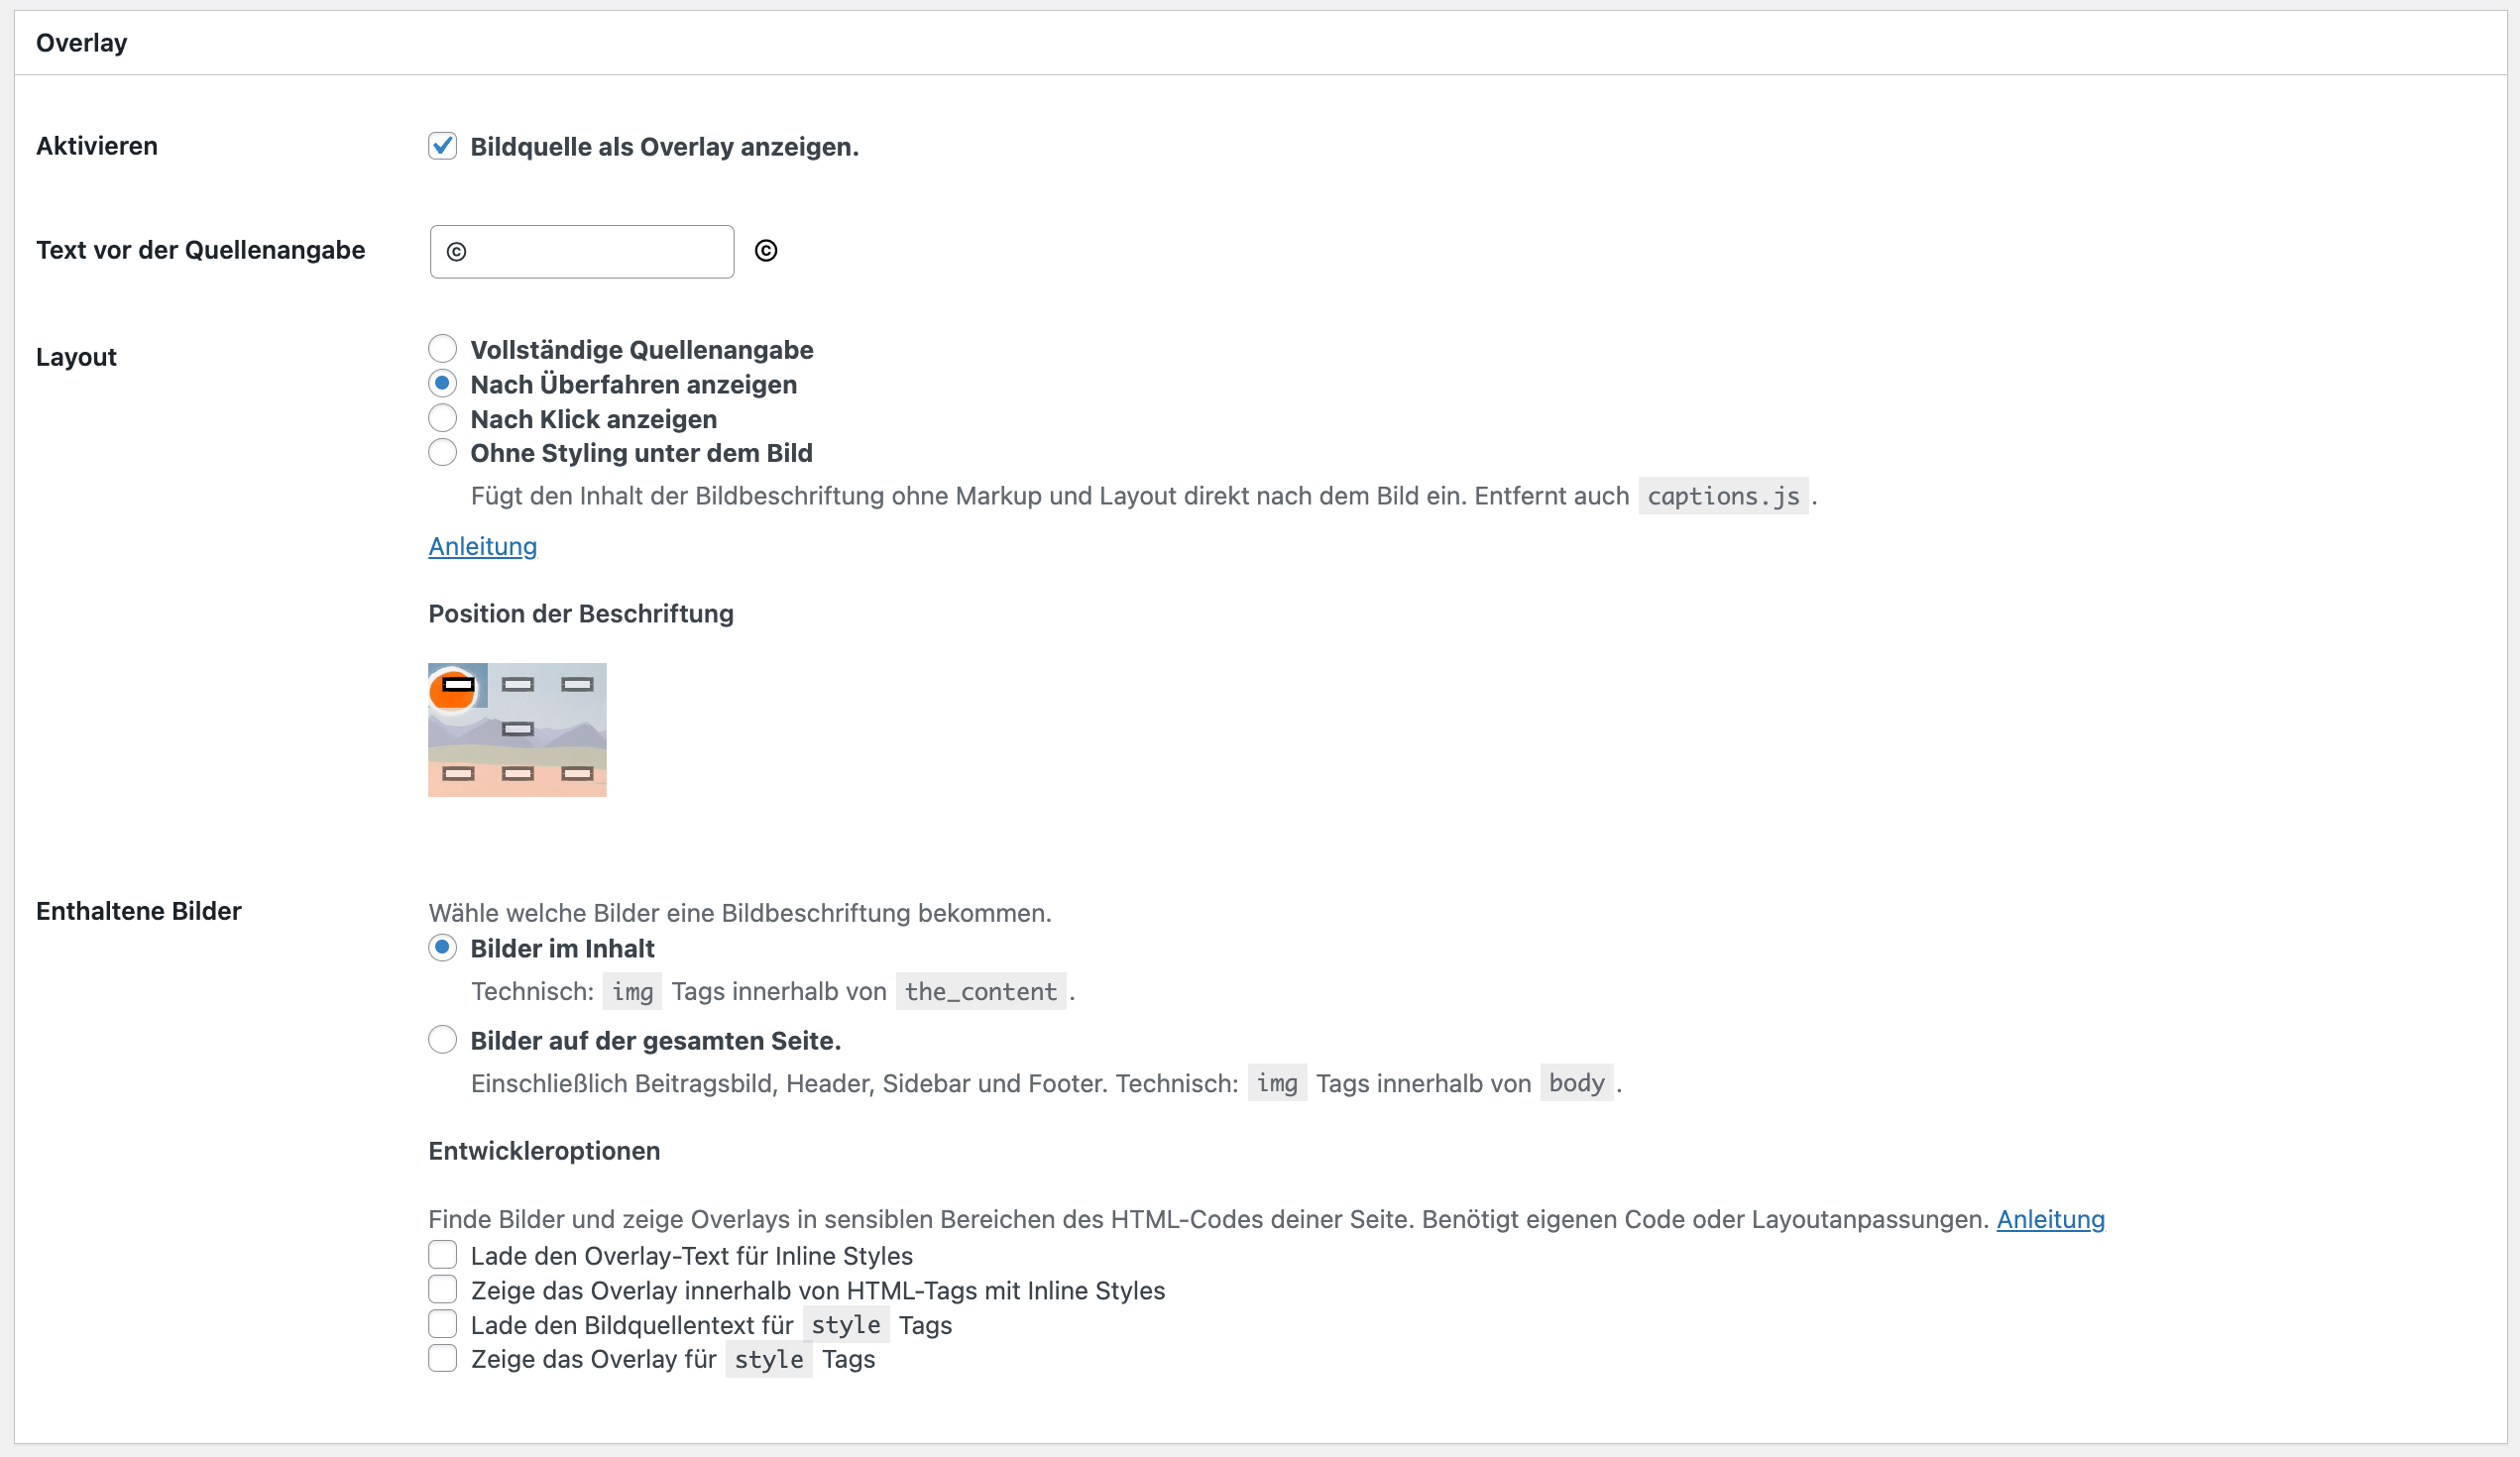 Overlay
Aktivieren
Bildquelle als Overlay anzeigen.
Text vor der Quellenangabe
© ©
Layout
Vollständige Quellenangabe
Nach Überfahren anzeigen
Nach Klick anzeigen
Ohne Styling unter dem Bild
Fügt den Inhalt der Bildbeschriftung ohne Markup und Layout direkt nach dem Bild ein. Entfernt auch captions.js .
Anleitung
Position der Beschriftung
Enthaltene Bilder
Wähle welche Bilder eine Bildbeschriftung bekommen.
Bilder im Inhalt
Technisch: img Tags innerhalb von the_content .
Bilder auf der gesamten Seite.
Einschließlich Beitragsbild, Header, Sidebar und Footer. Technisch: img Tags innerhalb von body .
Entwickleroptionen
Finde Bilder und zeige Overlays in sensiblen Bereichen des HTML-Codes deiner Seite. Benötigt eigenen Code oder Layoutanpassungen. Anleitung
Lade den Overlay-Text für Inline Styles
Zeige das Overlay innerhalb von HTML-Tags mit Inline Styles
Lade den Bildquellentext für style Tags
Zeige das Overlay für style Tags